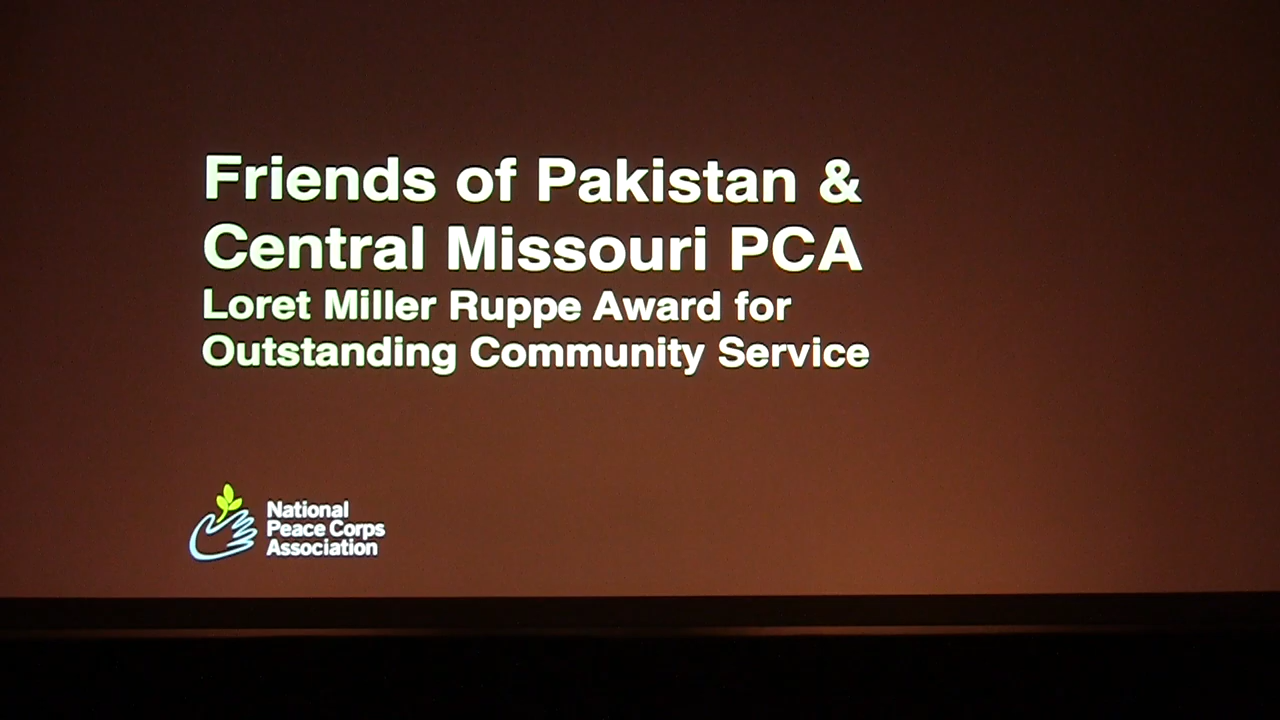 Friends of Pakistan &
Central Missouri PCA
Loret Miller Ruppe Award for
Outstanding Community Service
National
Peace Corps
Association